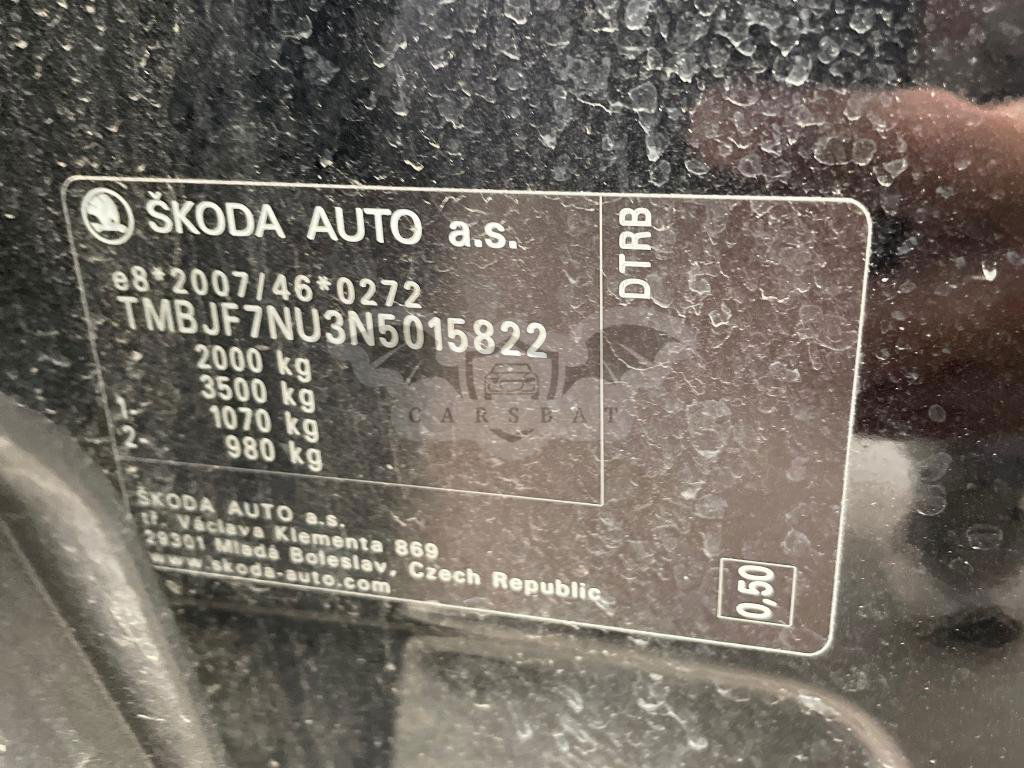 ŠKODA AUTO a.s.
DTRB
e8*2007/46*0272
TMBJF7NU3N5015822
2000 kg
3500 kg
1- 1070 kg
2- 980 kg
CARSBAT
ŠKODA AUTO a.s.
tř. Václava Klementa 869
29301 Mladá Boleslav, Czech Republic
www.skoda-auto.com
0,50